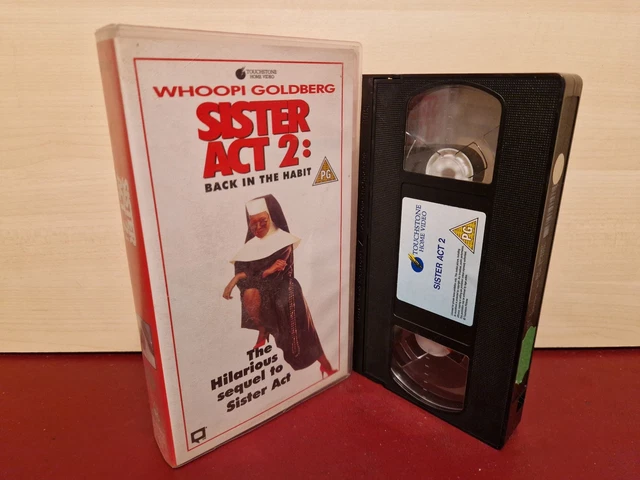 TOUCHSTONE
HOME VIDEO
WHOOPI GOLDBERG
SISTER
ACT 2:
BACK IN THE HABIT
PG
The
Hilarious
sequel to
Sister Act
TOUCHSTONE
HOME VIDEO
PG
SISTER ACT 2